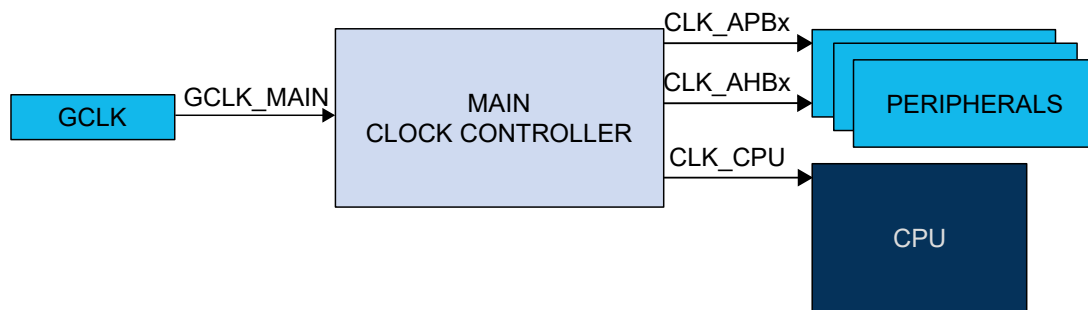 GCLK
GCLK_MAIN
MAIN
CLOCK CONTROLLER
CLK_APBx
CLK_AHBx
CLK_CPU
PERIPHERALS
CPU